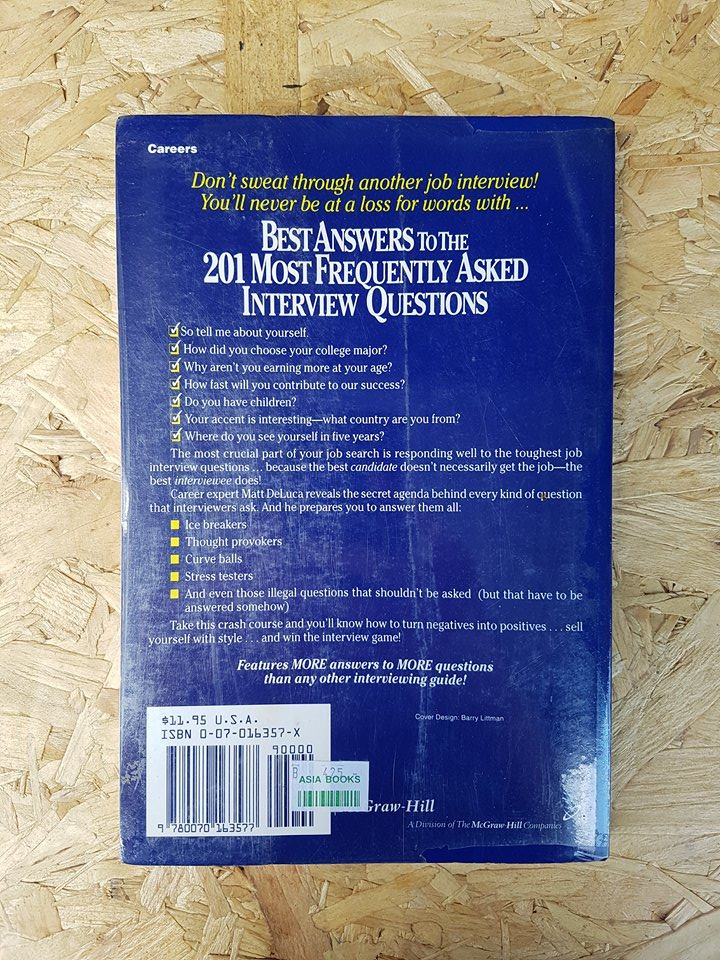 Careers
Don't sweat through another job interview!
You'll never be at a loss for words with ...
BEST ANSWERS TO THE
201 MOST FREQUENTLY ASKED
INTERVIEW QUESTIONS
So tell me about yourself.
How did you choose your college major?
Why aren't you earning more at your age?
How fast will you contribute to our success?
Do you have children?
Your accent is interesting—what country are you from?
Where do you see yourself in five years?
The most crucial part of your job search is responding well to the toughest job
interview questions ... because the best candidate doesn't necessarily get the job—the
best interviewee does!
Career expert Matt DeLuca reveals the secret agenda behind every kind of question
that interviewers ask. And he prepares you to answer them all:
Ice breakers
Thought provokers
Curve balls
Stress testers
And even those illegal questions that shouldn't be asked (but that have to be
answered somehow)
Take this crash course and you'll know how to turn negatives into positives . . . sell
yourself with style . . . and win the interview game!
Features MORE answers to MORE questions
than any other interviewing guide!
$11.95 U.S.A.
ISBN 0-07-016357-X
90000
Cover Design: Barry Littman
B 425
ASIA BOOKS
Graw-Hill
A Division of The McGraw-Hill Companies
9 780070 163577